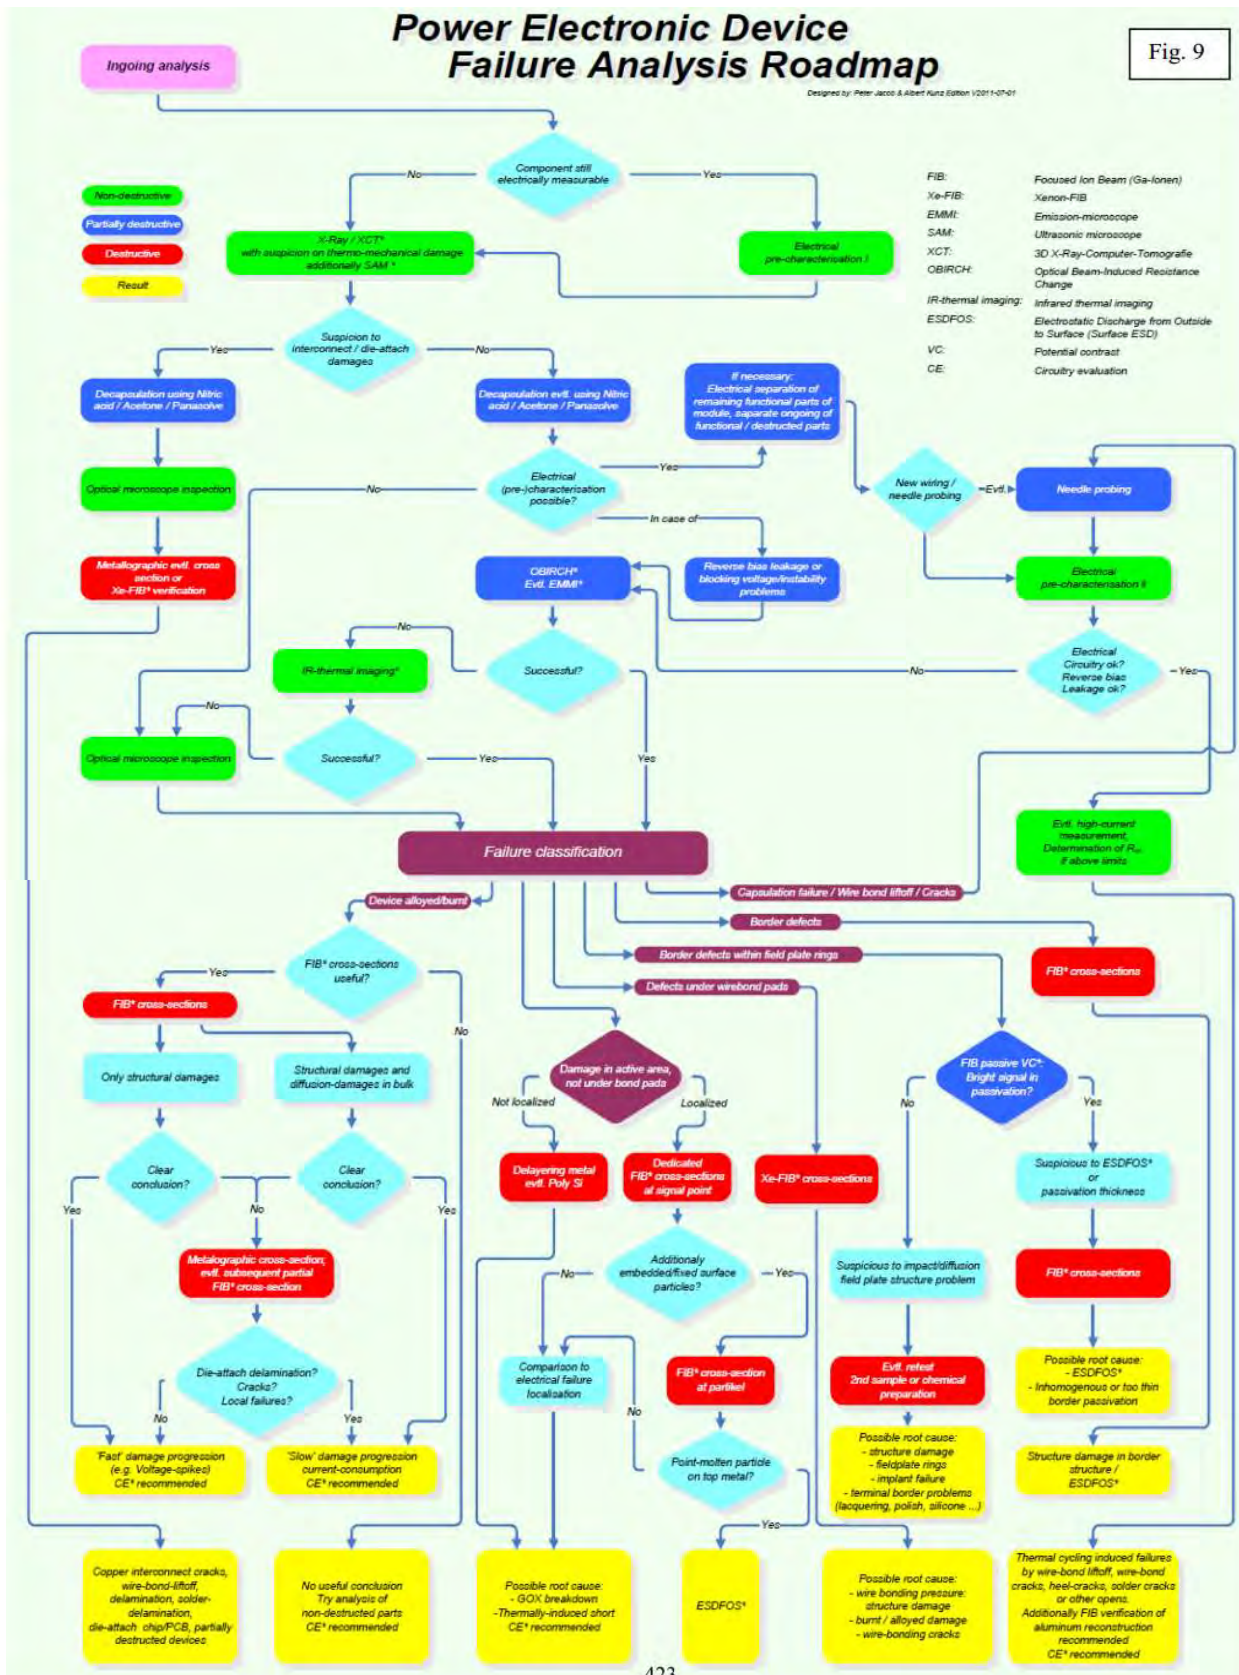 Power Electronic Device
Failure Analysis Roadmap
Fig. 9
Designed by: Peter Jacob & Albert Kunz Edition V2011-07-01
Ingoing analysis
Non-destructive
Partially destructive
Destructive
Result
Component still
electrically measurable
No
Yes
X-Ray / XCT*
with suspicion on thermo-mechanical damage
additionally SAM *
Electrical
pre-characterisation I
FIB: Focused Ion Beam (Ga-Ionen)
Xe-FIB: Xenon-FIB
EMMI: Emission-microscope
SAM: Ultrasonic microscope
XCT: 3D X-Ray-Computer-Tomografie
OBIRCH: Optical Beam-Induced Resistance
Change
IR-thermal imaging: Infrared thermal imaging
ESDFOS: Electrostatic Discharge from Outside
to Surface (Surface ESD)
VC: Potential contrast
CE: Circuitry evaluation
Suspicion to
interconnect / die-attach
damages
Yes
No
Decapsulation using Nitric
acid / Acetone / Panasolve
Decapsulation evtl. using Nitric
acid / Acetone / Panasolve
If necessary:
Electrical separation of
remaining functional parts of
module, saparate ongoing of
functional / destructed parts
Optical microscope inspection
Electrical
(pre-)characterisation
possible?
Yes
No
In case of
New wiring /
needle probing
Evtl.
Needle probing
Metallographic evtl. cross
section or
Xe-FIB* verification
OBIRCH*
Evtl. EMMI*
Reverse bias leakage or
blocking voltage/instability
problems
Electrical
pre-characterisation II
No
IR-thermal imaging*
Successful?
No
Electrical
Circuitry ok?
Reverse bias
Leakage ok?
Yes
No
Optical microscope inspection
Successful?
Yes
Yes
Failure classification
Evtl. high-current
measurement,
Determination of R
if above limits
Device alloyed/burnt
Capsulation failure / Wire bond liftoff / Cracks
Border defects
Border defects within field plate rings
Defects under wirebond pads
FIB* cross-sections
useful?
Yes
No
FIB* cross-sections
FIB* cross-sections
Only structural damages
Structural damages and
diffusion-damages in bulk
Damage in active area,
not under bond pads
Not localized
Localized
FIB passive VC*:
Bright signal in
passivation?
No
Yes
Clear
conclusion?
Clear
conclusion?
Yes
No
Yes
Delayering metal
evtl. Poly Si
Dedicated
FIB* cross-sections
at signal point
Xe-FIB* cross-sections
Suspicious to ESDFOS*
or
passivation thickness
Metalographic cross-section,
evtl. subsequent partial
FIB* cross-section
Additionaly
embedded/fixed surface
particles?
No
Yes
Suspicious to impact/diffusion
field plate structure problem
FIB* cross-sections
Die-attach delamination?
Cracks?
Local failures?
No
Yes
Comparison to
electrical failure
localisation
FIB* cross-section
at partikel
Evtl. retest
2nd sample or chemical
preparation
Possible root cause:
- ESDFOS*
- Inhomogenous or too thin
border passivation
No
'Fast' damage progression
(e.g. Voltage-spikes)
CE* recommended
'Slow' damage progression
current-consumption
CE* recommended
Point-molten particle
on top metal?
Yes
Possible root cause:
- structure damage
- fieldplate rings
- implant failure
- terminal border problems
(lacquering, polish, silicone ...)
Structure damage in border
structure /
ESDFOS*
Copper interconnect cracks,
wire-bond-liftoff,
delamination, solder-
delamination,
die-attach chip/PCB, partially
destructed devices
No useful conclusion
Try analysis of
non-destructed parts
CE* recommended
Possible root cause:
- GOX breakdown
-Thermally-induced short
CE* recommended
ESDFOS*
Possible root cause:
- wire bonding pressure:
structure damage
- burnt / alloyed damage
- wire-bonding cracks
Thermal cycling induced failures
by wire-bond liftoff, wire-bond
cracks, heel-cracks, solder cracks
or other opens.
Additionally FIB verification of
aluminum reconstruction
recommended
CE* recommended
423